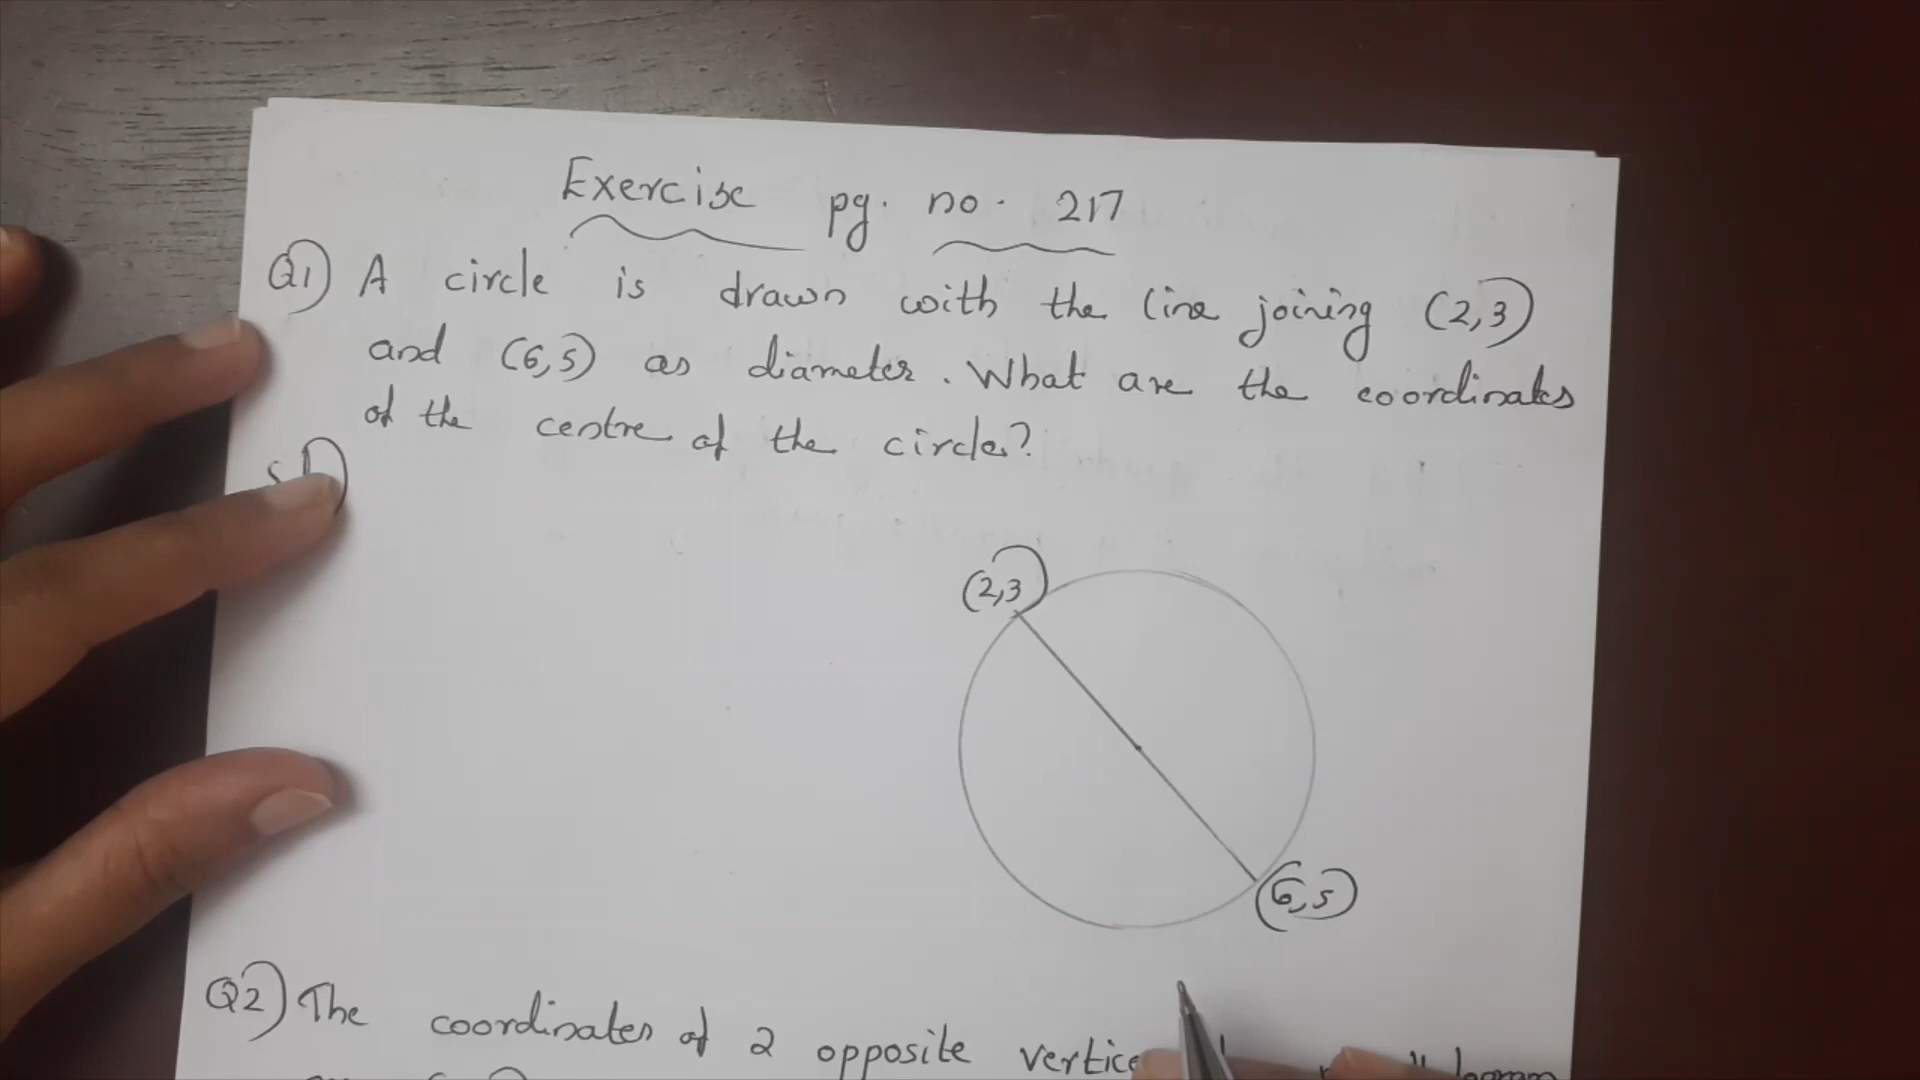 Exercise pg. no. 217
Q1) A circle is drawn with the line joining (2,3)
and (6,5) as diameter. What are the coordinates
of the centre of the circle?
(2,3)
(6,5)
Q2) The coordinates of 2 opposite